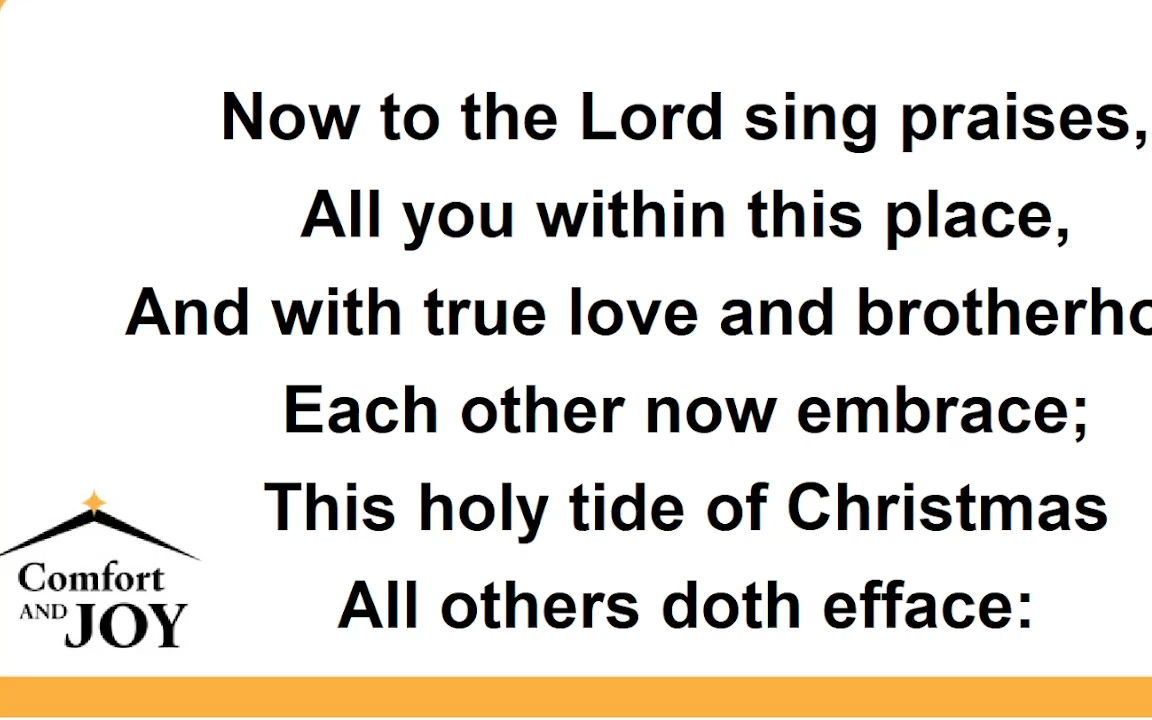 Now to the Lord sing praises,
All you within this place,
And with true love and brotherho
Each other now embrace;
This holy tide of Christmas
All others doth efface:
Comfort
AND JOY